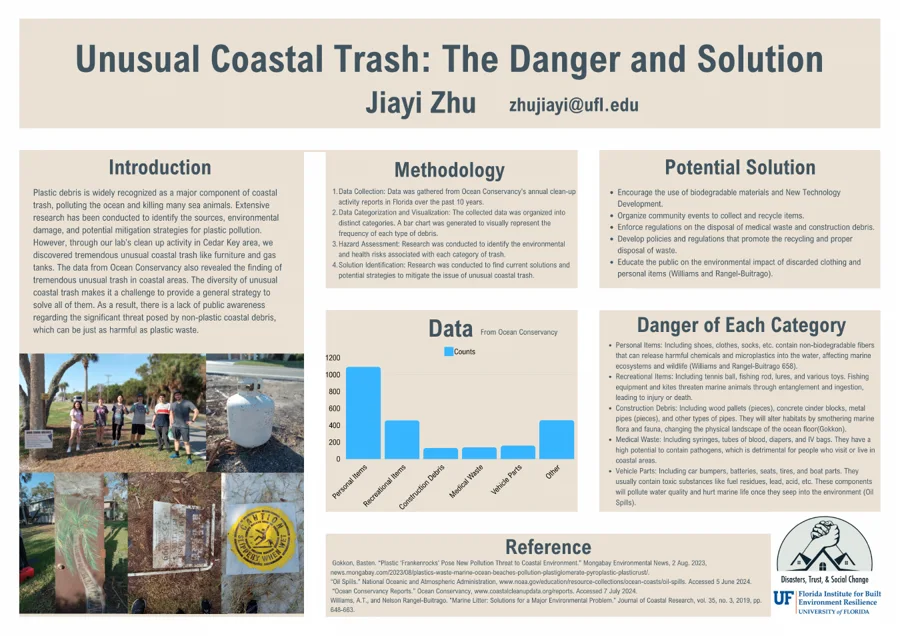 Unusual Coastal Trash: The Danger and Solution
Jiayi Zhu zhujiayi@ufl.edu
Introduction
Plastic debris is widely recognized as a major component of coastal
trash, polluting the ocean and killing many sea animals. Extensive
research has been conducted to identify the sources, environmental
damage, and potential mitigation strategies for plastic pollution.
However, through our lab's clean up activity in Cedar Key area, we
discovered tremendous unusual coastal trash like furniture and gas
tanks. The data from Ocean Conservancy also revealed the finding of
tremendous unusual trash in coastal areas. The diversity of unusual
coastal trash makes it a challenge to provide a general strategy to
solve all of them. As a result, there is a lack of public awareness
regarding the significant threat posed by non-plastic coastal debris,
which can be just as harmful as plastic waste.
CAUTION
SLIPPERY WHEN WET
Methodology
1. Data Collection: Data was gathered from Ocean Conservancy's annual clean-up
activity reports in Florida over the past 10 years.
2. Data Categorization and Visualization: The collected data was organized into
distinct categories. A bar chart was generated to visually represent the
frequency of each type of debris.
3. Hazard Assessment: Research was conducted to identify the environmental
and health risks associated with each category of trash.
4. Solution Identification: Research was conducted to find current solutions and
potential strategies to mitigate the issue of unusual coastal trash.
Data From Ocean Conservancy
Counts
1200
1000
800
600
400
200
0
Personal Items
Recreational Items
Construction Debris
Medical Waste
Vehicle Parts
Other
Potential Solution
• Encourage the use of biodegradable materials and New Technology
Development.
• Organize community events to collect and recycle items.
• Enforce regulations on the disposal of medical waste and construction debris.
• Develop policies and regulations that promote the recycling and proper
disposal of waste.
• Educate the public on the environmental impact of discarded clothing and
personal items (Williams and Rangel-Buitrago).
Danger of Each Category
• Personal Items: Including shoes, clothes, socks, etc. contain non-biodegradable fibers
that can release harmful chemicals and microplastics into the water, affecting marine
ecosystems and wildlife (Williams and Rangel-Buitrago 658).
• Recreational Items: Including tennis ball, fishing rod, lures, and various toys. Fishing
equipment and kites threaten marine animals through entanglement and ingestion,
leading to injury or death.
• Construction Debris: Including wood pallets (pieces), concrete cinder blocks, metal
pipes (pieces), and other types of pipes. They will alter habitats by smothering marine
flora and fauna, changing the physical landscape of the ocean floor(Gokkon).
• Medical Waste: Including syringes, tubes of blood, diapers, and IV bags. They have a
high potential to contain pathogens, which is detrimental for people who visit or live in
coastal areas.
• Vehicle Parts: Including car bumpers, batteries, seats, tires, and boat parts. They
usually contain toxic substances like fuel residues, lead, acid, etc. These components
will pollute water quality and hurt marine life once they seep into the environment (Oil
Spills).
Reference
Gokkon, Basten. "Plastic 'Frankenrocks' Pose New Pollution Threat to Coastal Environment." Mongabay Environmental News, 2 Aug. 2023,
news.mongabay.com/2023/08/plastics-waste-marine-ocean-beaches-pollution-plastiglomerate-pyroplastic-plasticrust/.
"Oil Spills." National Oceanic and Atmospheric Administration, www.noaa.gov/education/resource-collections/ocean-coasts/oil-spills. Accessed 5 June 2024.
"Ocean Conservancy Reports." Ocean Conservancy, www.coastalcleanupdata.org/reports. Accessed 7 July 2024.
Williams, A.T., and Nelson Rangel-Buitrago. "Marine Litter: Solutions for a Major Environmental Problem." Journal of Coastal Research, vol. 35, no. 3, 2019, pp.
648-663.
Disasters, Trust, & Social Change
UF Florida Institute for Built
Environment Resilience
UNIVERSITY of FLORIDA